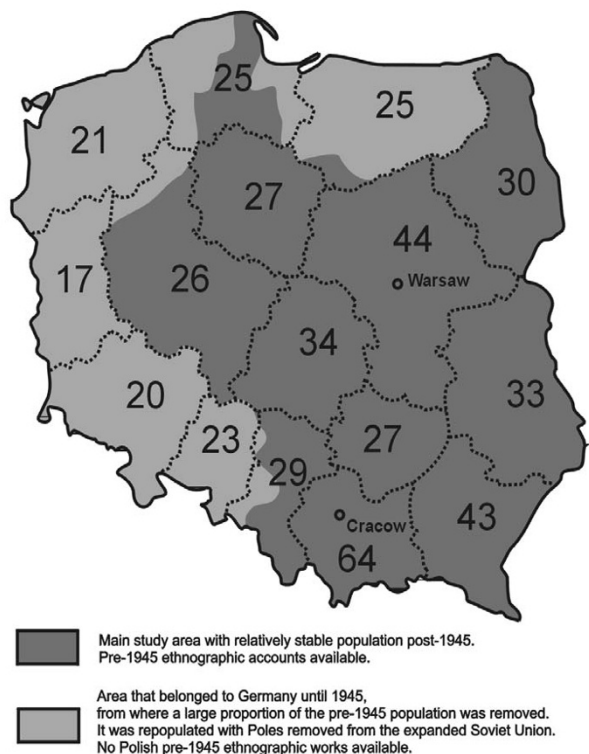 25
25
21
30
27
44
17
26
Warsaw
34
20
33
23
27
29
43
Cracow
64
Main study area with relatively stable population post-1945.
Pre-1945 ethnographic accounts available.
Area that belonged to Germany until 1945,
from where a large proportion of the pre-1945 population was removed.
It was repopulated with Poles removed from the expanded Soviet Union.
No Polish pre-1945 ethnographic works available.